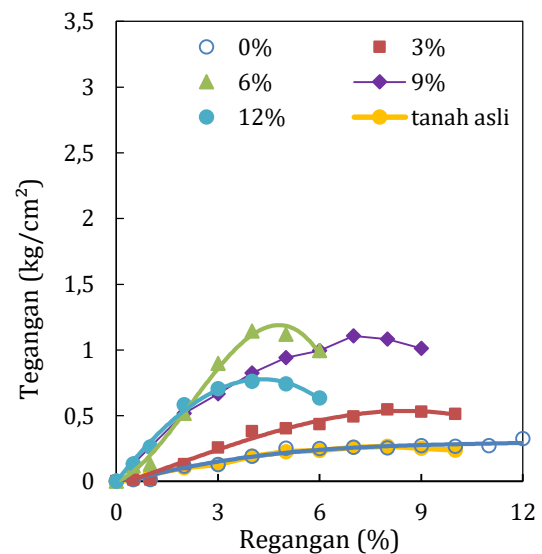 3,5
3
2,5
2
1,5
1
0,5
0
0% 3%
6% 9%
12% tanah asli
0 3 6 9 12
Tegangan (kg/cm²)
Regangan (%)